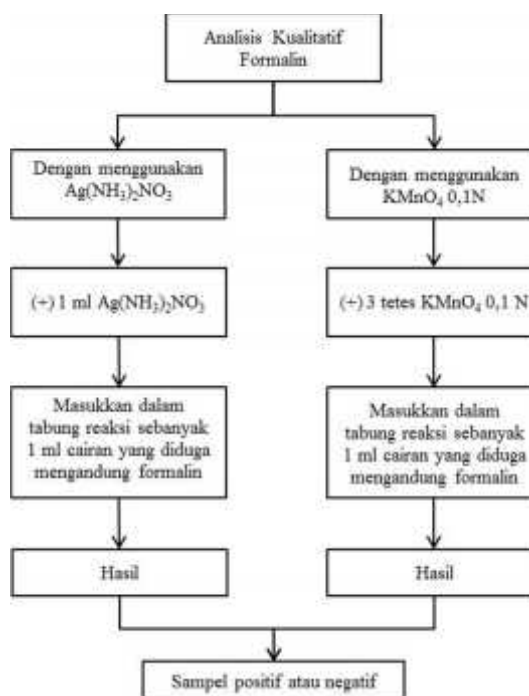 Analisis Kualitatif
Formalin
Dengan menggunakan
Ag(NH₃)₂NO₃
(+) 1 ml Ag(NH₃)₂NO₃
Masukkan dalam
tabung reaksi sebanyak
1 ml cairan yang diduga
mengandung formalin
Hasil
Dengan menggunakan
KMnO₄ 0,1N
(+) 3 tetes KMnO₄ 0,1 N
Masukkan dalam
tabung reaksi sebanyak
1 ml cairan yang diduga
mengandung formalin
Hasil
Sampel positif atau negatif